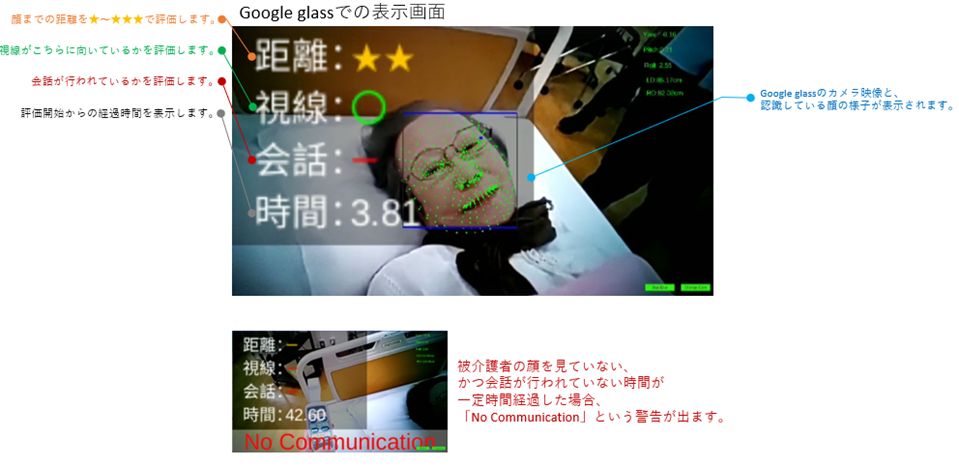 Google glassでの表示画面
顔までの距離を★～★★★で評価します。
視線がこちらに向いているかを評価します。
会話が行われているかを評価します。
評価開始からの経過時間を表示します。
距離:★★
視線:○
会話:ー
時間:3.81
Pitch
Roll 2.55
Google glassのカメラ映像と、
認識している顔の様子が表示されます。
距離:ー
視線:ー
会話:ー
時間:42.60
No Communication
被介護者の顔を見ていない、
かつ会話が行われていない時間が
一定時間経過した場合、
「No Communication」という警告が出ます。